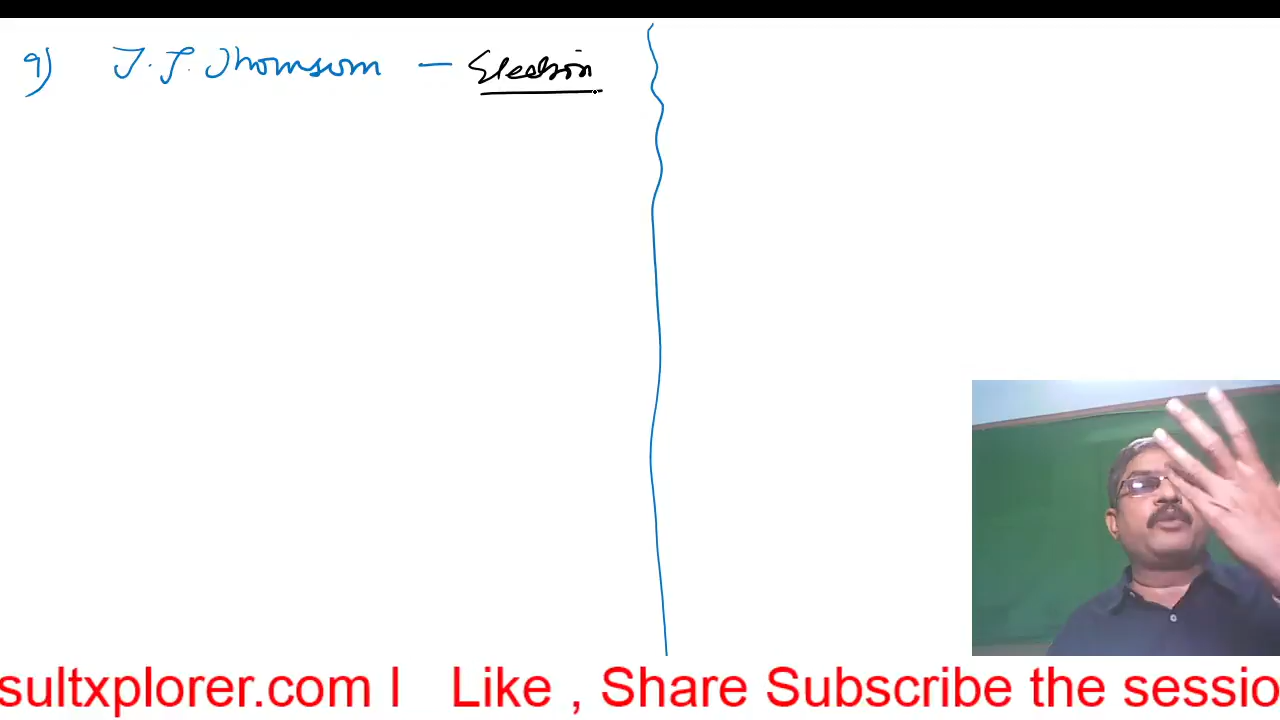 9) J. J. Thomson — Electron
sultxplorer.com I Like , Share Subscribe the sessio